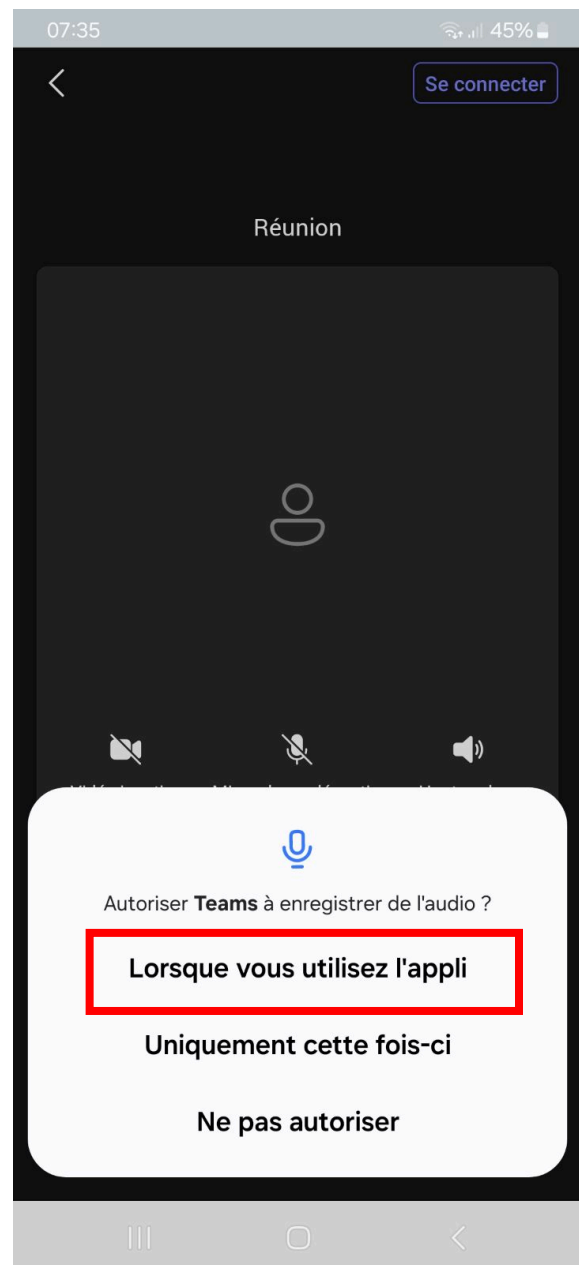 07:35
45%
Se connecter
Réunion
Autoriser Teams à enregistrer de l'audio ?
Lorsque vous utilisez l'appli
Uniquement cette fois-ci
Ne pas autoriser